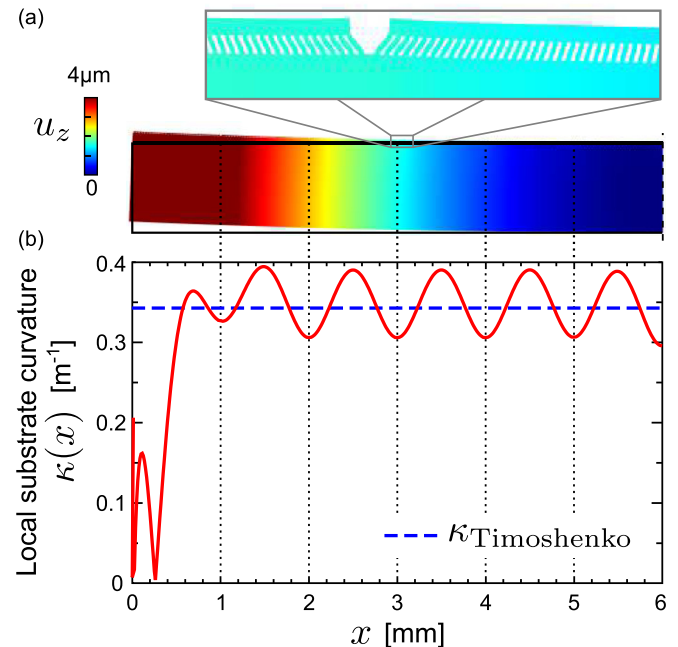 (a)
4μm
u_z
0
(b)
Local substrate curvature
κ(x) [m⁻¹]
0.4
0.3
0.2
0.1
0
κTimoshenko
0 1 2 3 4 5 6
x [mm]